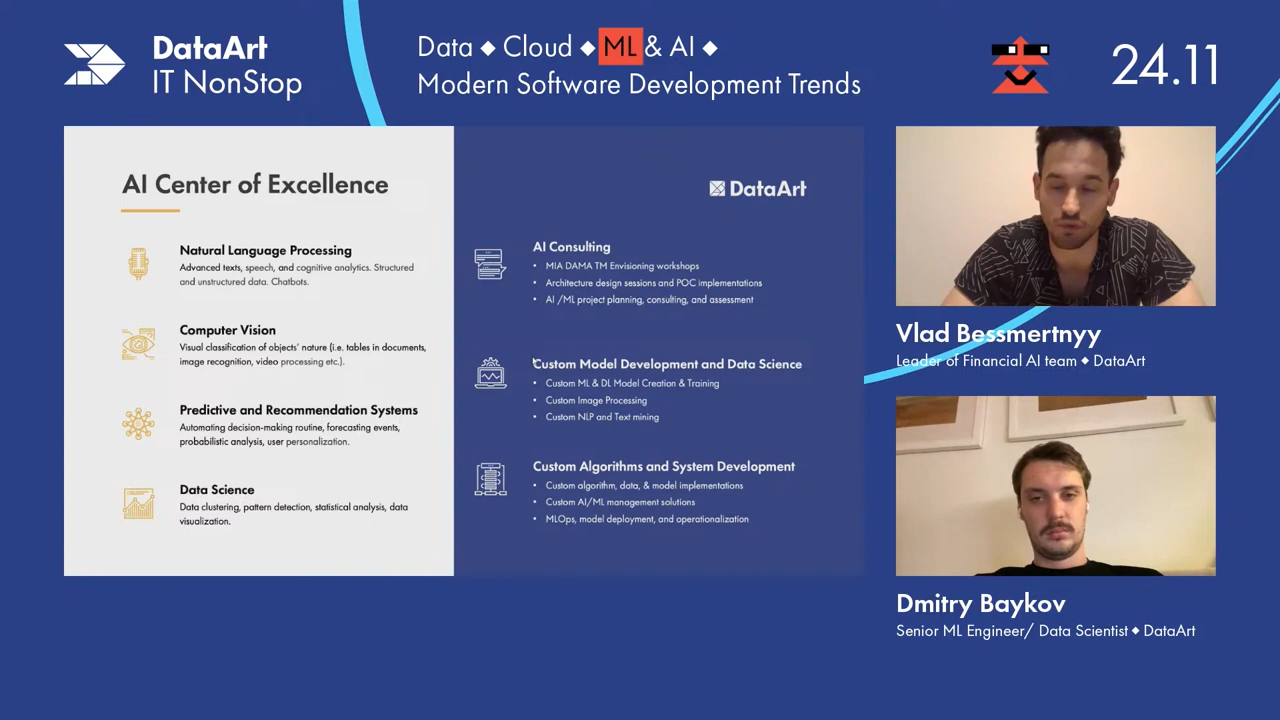 DataArt
IT NonStop
Data ◆ Cloud ◆ ML & AI ◆
Modern Software Development Trends
24.11
AI Center of Excellence
Natural Language Processing
Advanced texts, speech, and cognitive analytics. Structured
and unstructured data. Chatbots.
Computer Vision
Visual classification of objects' nature (i.e. tables in documents,
image recognition, video processing etc.).
Predictive and Recommendation Systems
Automating decision-making routine, forecasting events,
probabilistic analysis, user personalization.
Data Science
Data clustering, pattern detection, statistical analysis, data
visualization.
DataArt
AI Consulting
• MIA DAMA TM Envisioning workshops
• Architecture design sessions and POC implementations
• AI /ML project planning, consulting, and assessment
Custom Model Development and Data Science
• Custom ML & DL Model Creation & Training
• Custom Image Processing
• Custom NLP and Text mining
Custom Algorithms and System Development
• Custom algorithm, data, & model implementations
• Custom AI/ML management solutions
• MLOps, model deployment, and operationalization
Vlad Bessmertnyy
Leader of Financial AI team ◆ DataArt
Dmitry Baykov
Senior ML Engineer/ Data Scientist ◆ DataArt